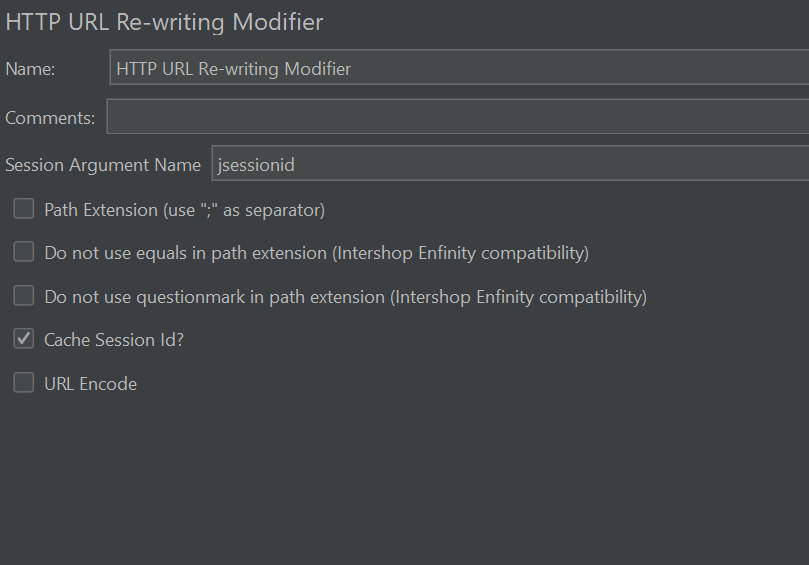 HTTP URL Re-writing Modifier
Name: HTTP URL Re-writing Modifier
Comments:
Session Argument Name jsessionid
Path Extension (use ";" as separator)
Do not use equals in path extension (Intershop Enfinity compatibility)
Do not use questionmark in path extension (Intershop Enfinity compatibility)
Cache Session Id?
URL Encode